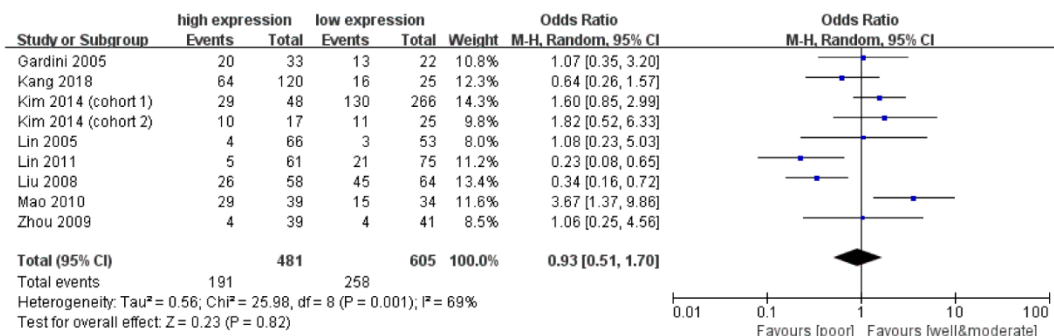 high expression low expression Odds Ratio Odds Ratio
Study or Subgroup Events Total Events Total Weight M-H, Random, 95% CI M-H, Random, 95% CI
Gardini 2005 20 33 13 22 10.8% 1.07 [0.35, 3.20]
Kang 2018 64 120 16 25 12.3% 0.64 [0.26, 1.57]
Kim 2014 (cohort 1) 29 48 130 266 14.3% 1.60 [0.85, 2.99]
Kim 2014 (cohort 2) 10 17 11 25 9.8% 1.82 [0.52, 6.33]
Lin 2005 4 66 3 53 8.0% 1.08 [0.23, 5.03]
Lin 2011 5 61 21 75 11.2% 0.23 [0.08, 0.65]
Liu 2008 26 58 45 64 13.4% 0.34 [0.16, 0.72]
Mao 2010 29 39 15 34 11.6% 3.67 [1.37, 9.86]
Zhou 2009 4 39 4 41 8.5% 1.06 [0.25, 4.56]
Total (95% CI) 481 605 100.0% 0.93 [0.51, 1.70]
Total events 191 258
Heterogeneity: Tau² = 0.56; Chi² = 25.98, df = 8 (P = 0.001); I² = 69%
Test for overall effect: Z = 0.23 (P = 0.82)
0.01 0.1 1 10 100
Favours [poor] Favours [well&moderate]